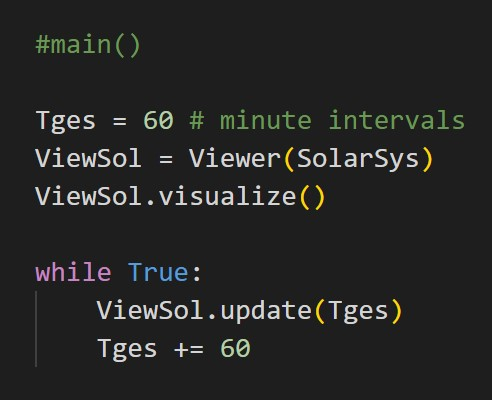 #main()
Tges = 60 # minute intervals
ViewSol = Viewer(SolarSys)
ViewSol.visualize()
while True:
    ViewSol.update(Tges)
    Tges += 60